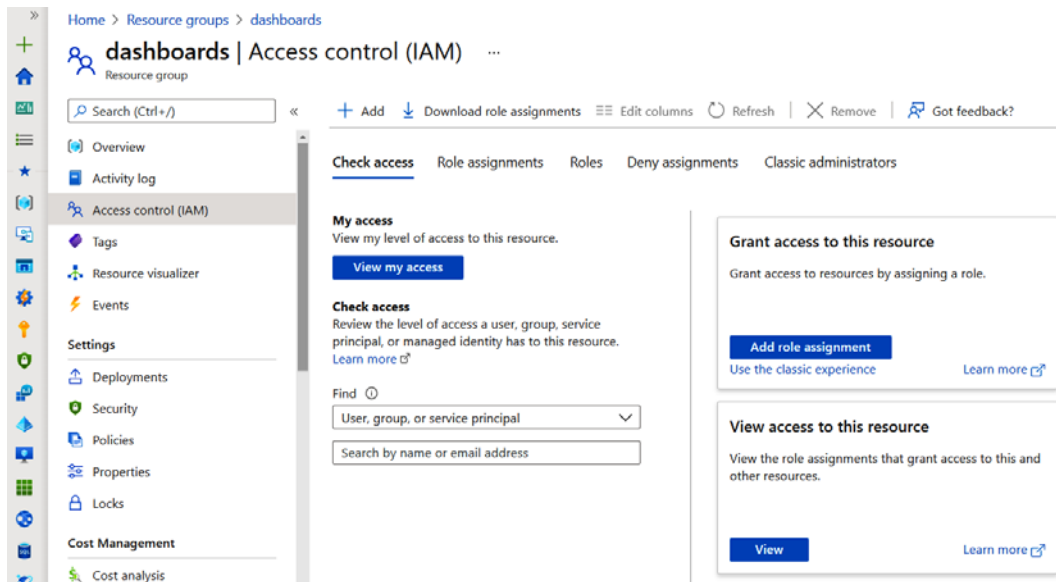 Home > Resource groups > dashboards
dashboards | Access control (IAM) ...
Resource group
Search (Ctrl+/)
Overview
Activity log
Access control (IAM)
Tags
Resource visualizer
Events
Settings
Deployments
Security
Policies
Properties
Locks
Cost Management
Cost analysis
Add Download role assignments Edit columns Refresh Remove Got feedback?
Check access Role assignments Roles Deny assignments Classic administrators
My access
View my level of access to this resource.
View my access
Check access
Review the level of access a user, group, service
principal, or managed identity has to this resource.
Learn more
Find
User, group, or service principal
Search by name or email address
Grant access to this resource
Grant access to resources by assigning a role.
Add role assignment
Use the classic experience Learn more
View access to this resource
View the role assignments that grant access to this and
other resources.
View Learn more